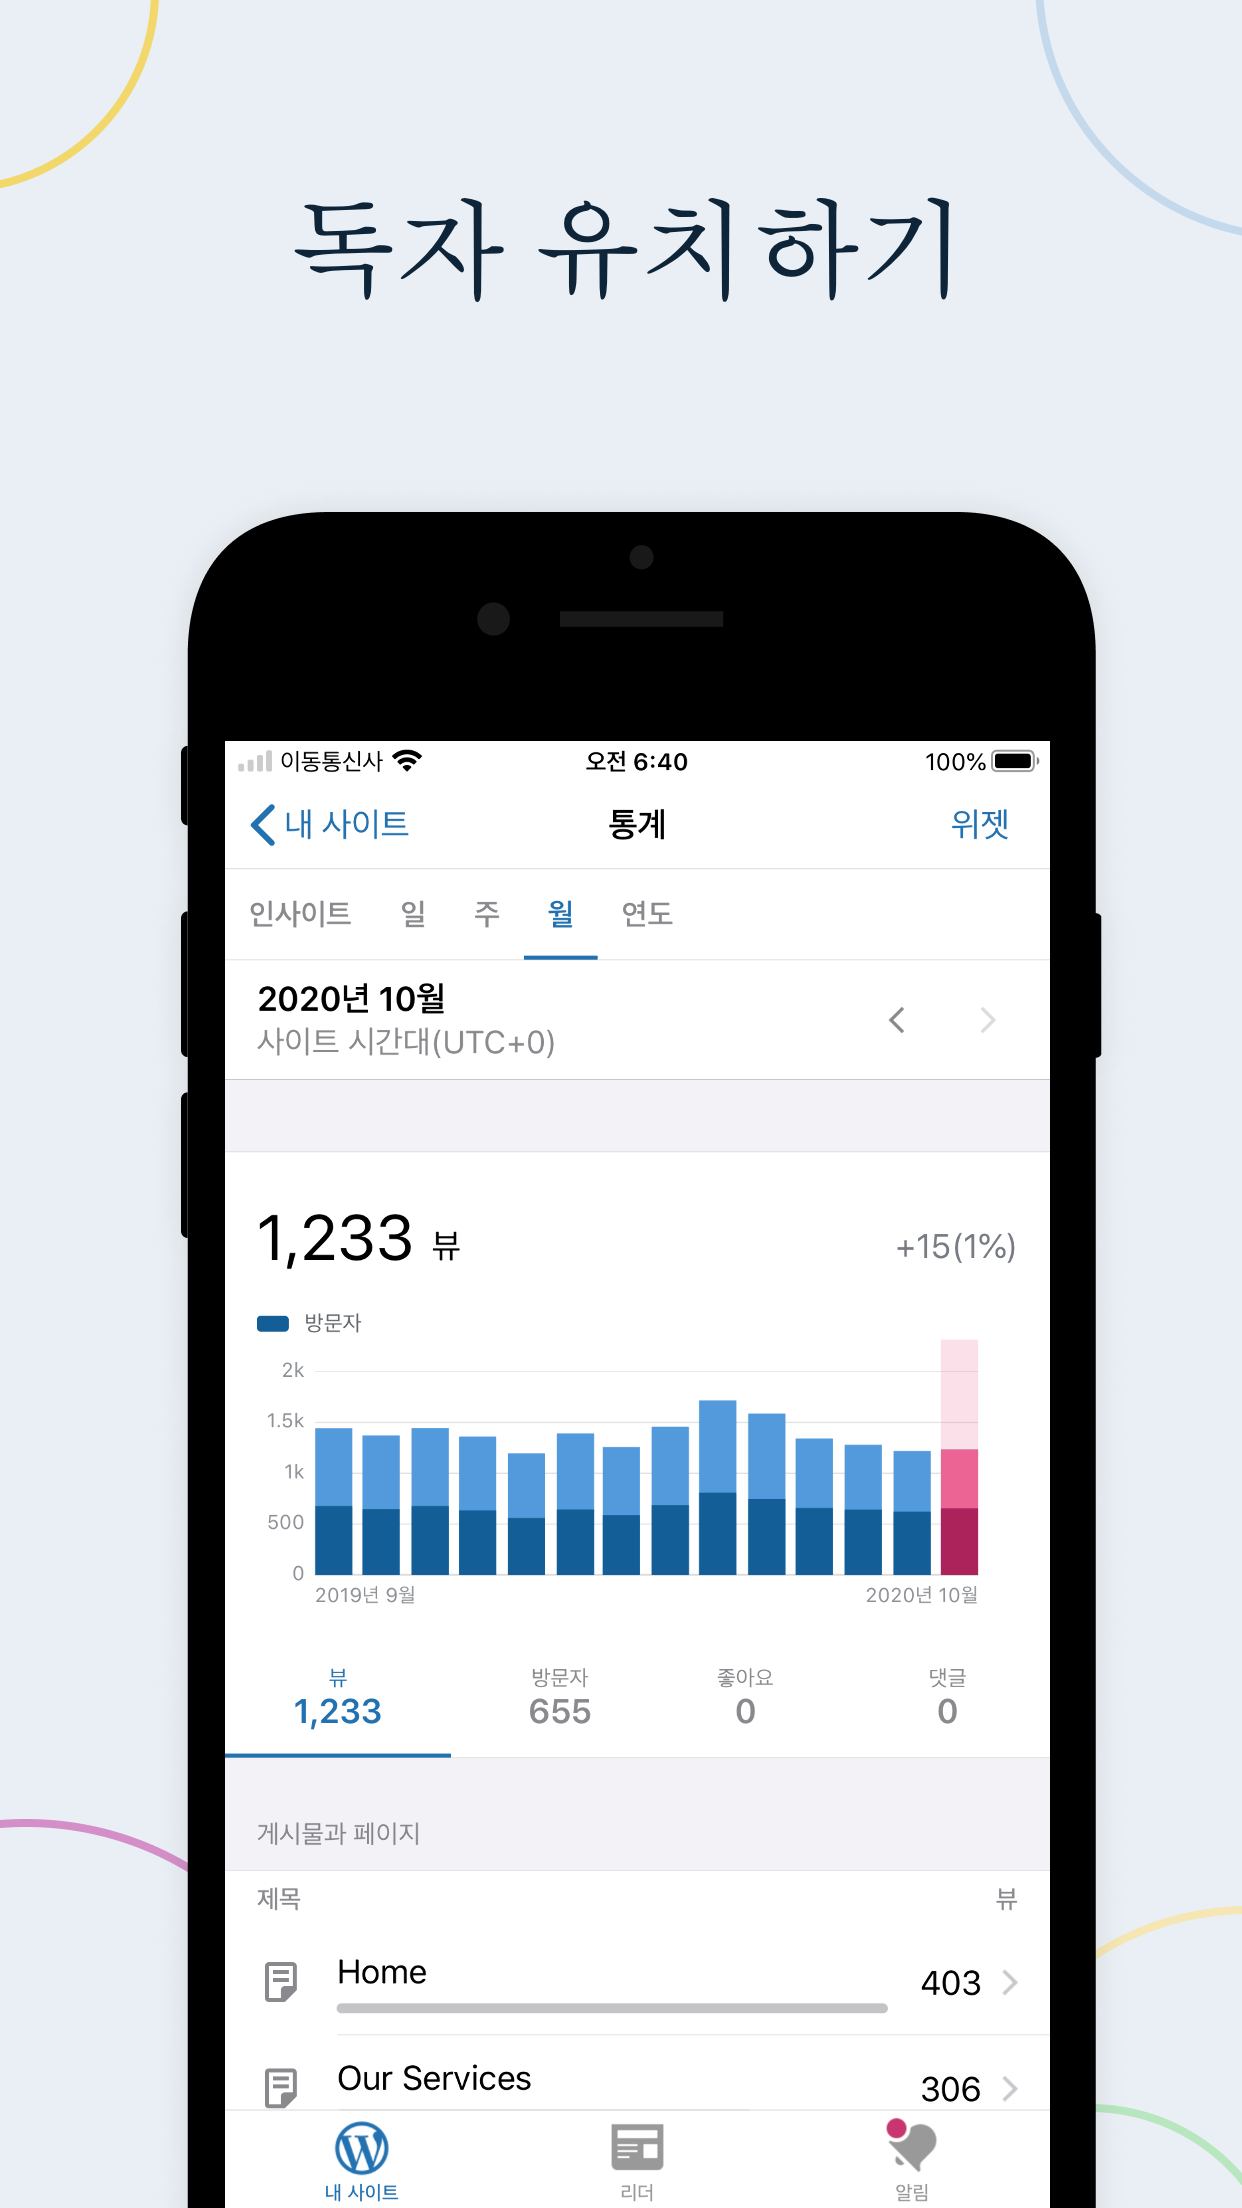 독자 유치하기
이동통신사 오전 6:40 100%
내 사이트 통계 위젯
인사이트 일 주 월 연도
2020년 10월
사이트 시간대(UTC+0)
1,233 뷰 +15(1%)
방문자
2k
1.5k
1k
500
0
2019년 9월 2020년 10월
뷰 방문자 좋아요 댓글
1,233 655 0 0
게시물과 페이지
제목 뷰
Home 403
Our Services 306
내 사이트 리더 알림